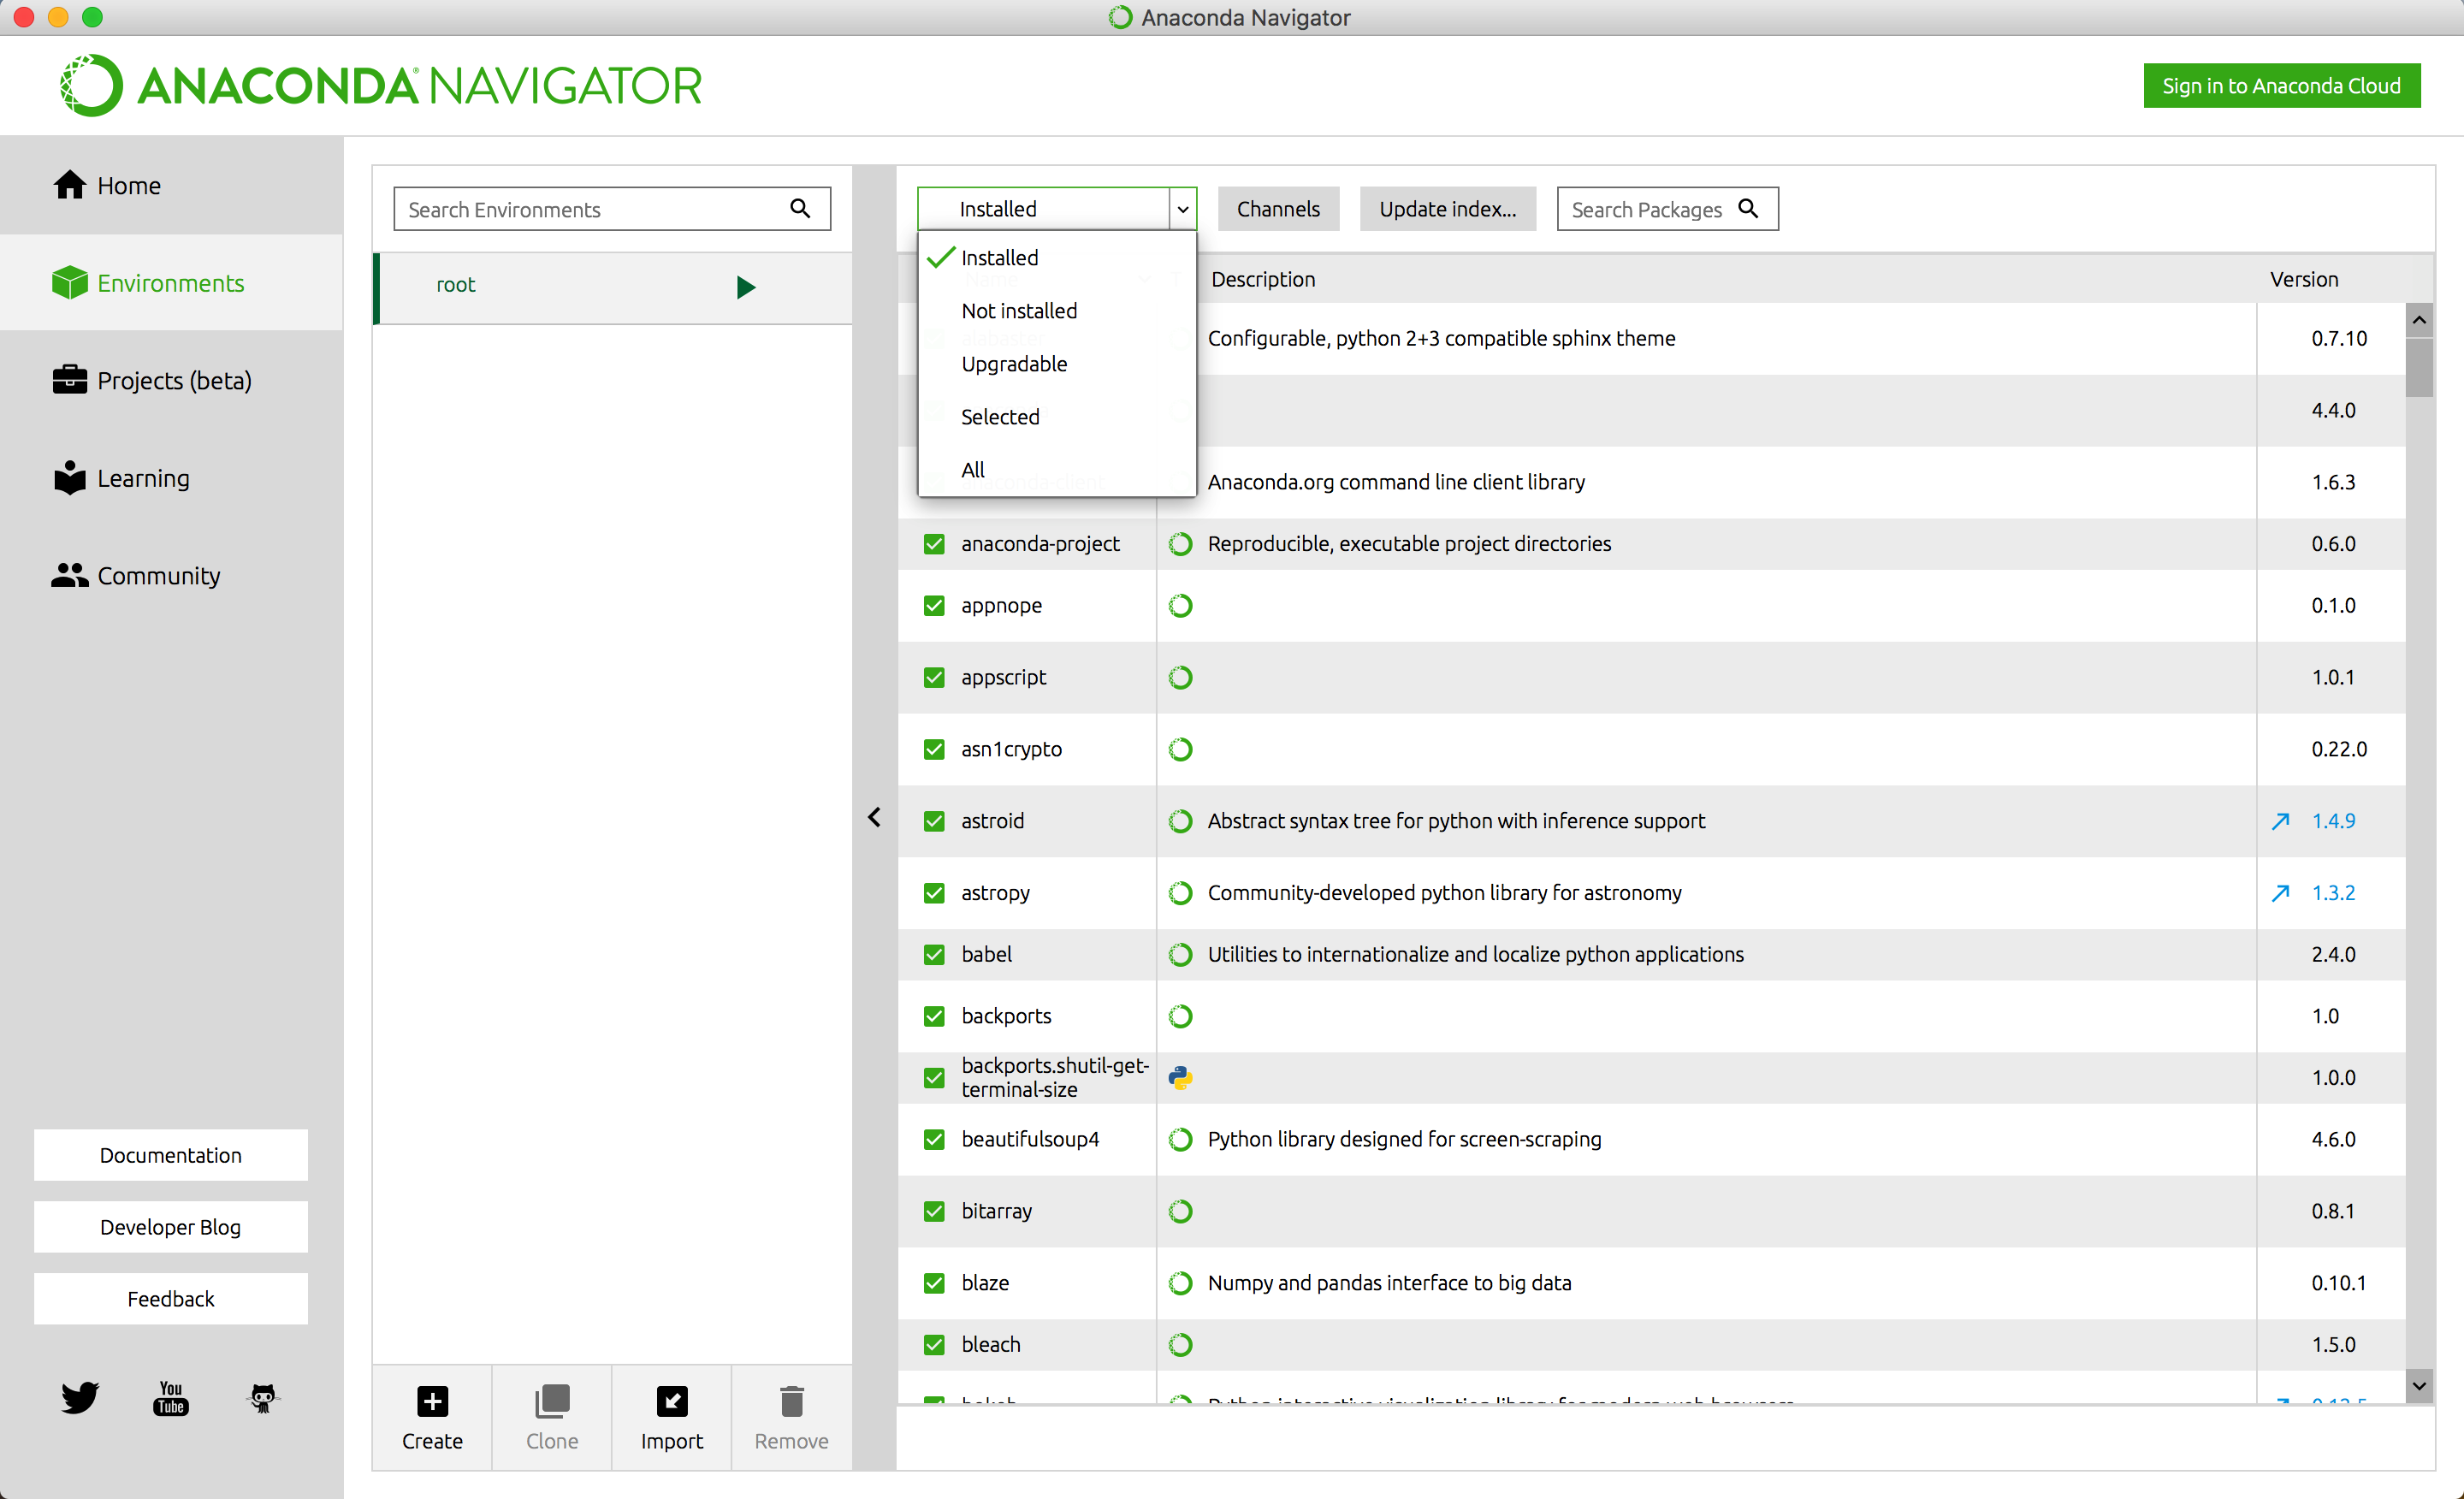 Anaconda Navigator
ANACONDA NAVIGATOR
Sign in to Anaconda Cloud
Home
Environments
Projects (beta)
Learning
Community
Documentation
Developer Blog
Feedback
You
Tube
Search Environments
root
Create
Clone
Import
Remove
Installed
Channels
Update index...
Search Packages
Installed
Not installed
Upgradable
Selected
All
Name T Description Version
alabaster Configurable, python 2+3 compatible sphinx theme 0.7.10
4.4.0
anaconda-client Anaconda.org command line client library 1.6.3
anaconda-project Reproducible, executable project directories 0.6.0
appnope 0.1.0
appscript 1.0.1
asn1crypto 0.22.0
astroid Abstract syntax tree for python with inference support 1.4.9
astropy Community-developed python library for astronomy 1.3.2
babel Utilities to internationalize and localize python applications 2.4.0
backports 1.0
backports.shutil-get-
terminal-size 1.0.0
beautifulsoup4 Python library designed for screen-scraping 4.6.0
bitarray 0.8.1
blaze Numpy and pandas interface to big data 0.10.1
bleach 1.5.0